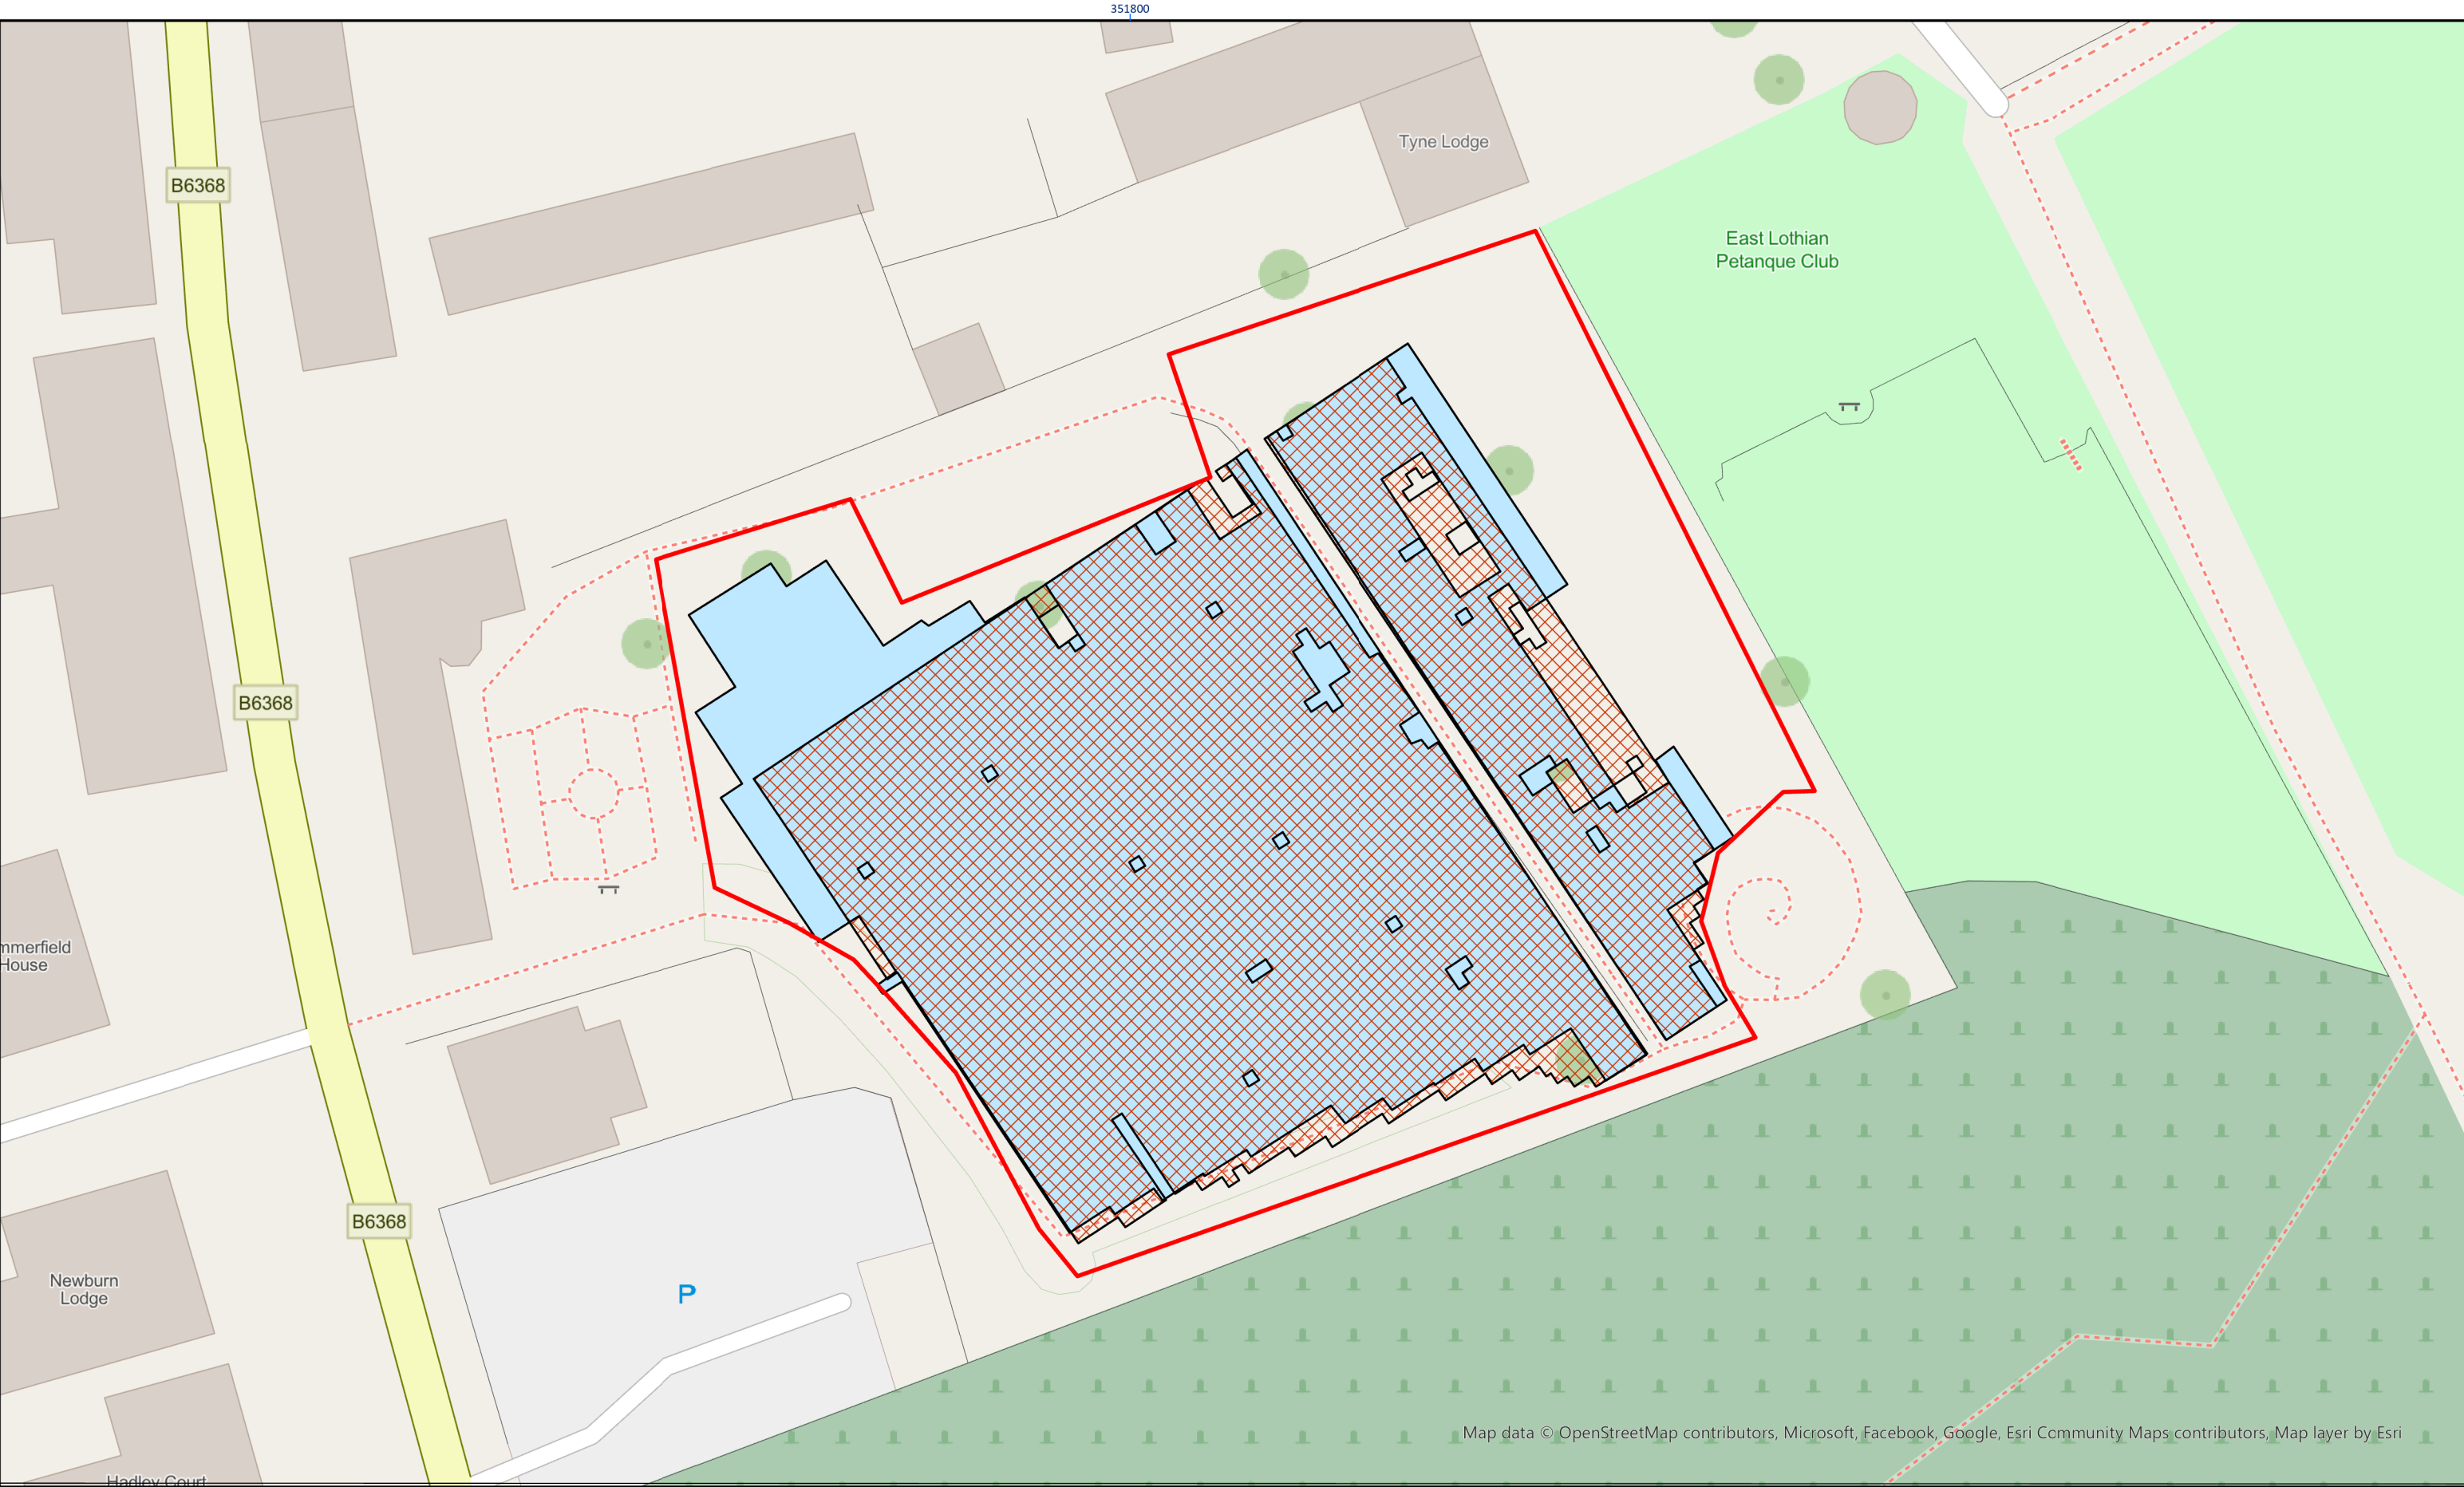 351800
Tyne Lodge
B6368
East Lothian
Petanque Club
B6368
mmerfield
House
B6368
Newburn
Lodge
P
Map data © OpenStreetMap contributors, Microsoft, Facebook, Google, Esri Community Maps contributors, Map layer by Esri
Hadley Court